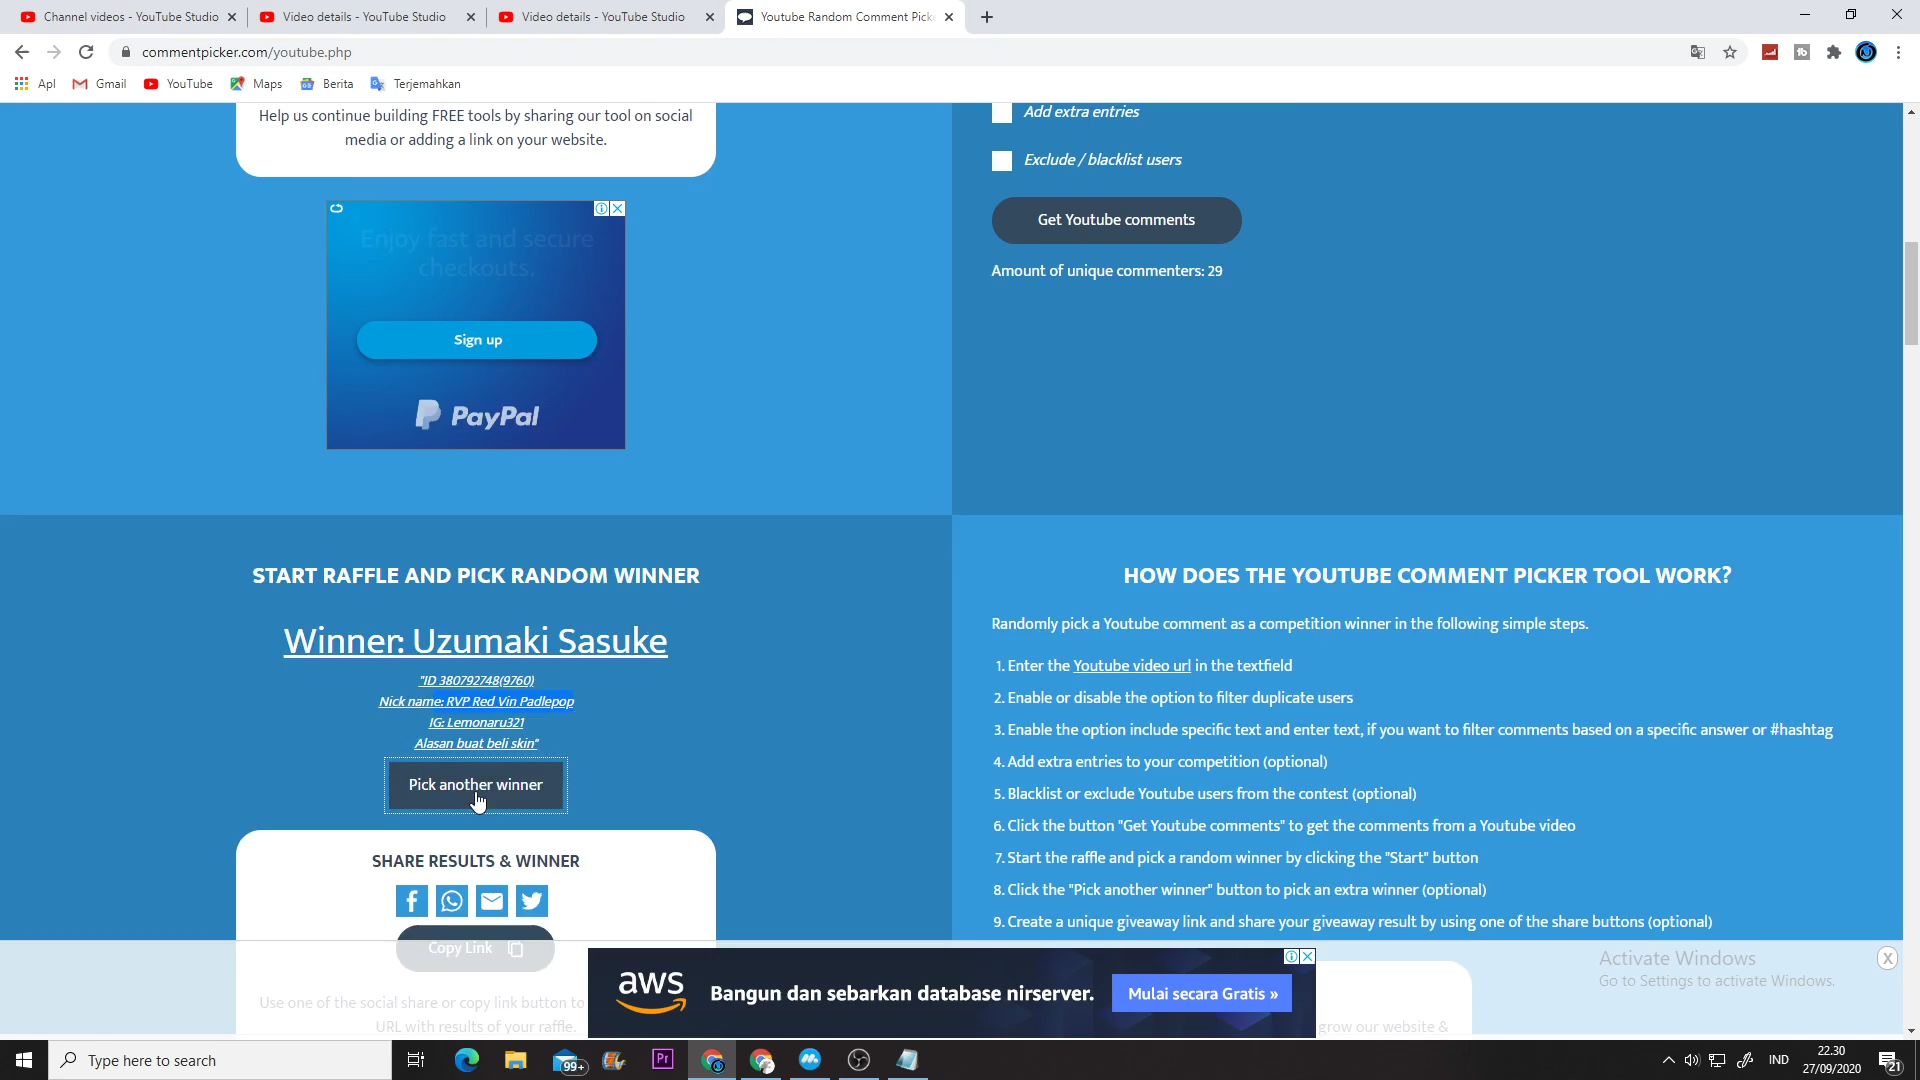 Channel videos - YouTube Studio
Video details - YouTube Studio
Video details - YouTube Studio
Youtube Random Comment Pick
commentpicker.com/youtube.php
Apl
Gmail
YouTube
Maps
Berita
Terjemahkan
Help us continue building FREE tools by sharing our tool on social
media or adding a link on your website.
Enjoy fast and secure
checkouts.
Sign up
PayPal
Add extra entries
Exclude / blacklist users
Get Youtube comments
Amount of unique commenters: 29
START RAFFLE AND PICK RANDOM WINNER
Winner: Uzumaki Sasuke
"ID 380792748(9760)
Nick name: RVP Red Vin Padlepop
IG: Lemonaru321
Alasan buat beli skin"
Pick another winner
SHARE RESULTS & WINNER
Copy Link
Use one of the social share or copy link button to
URL with results of your raffle.
HOW DOES THE YOUTUBE COMMENT PICKER TOOL WORK?
Randomly pick a Youtube comment as a competition winner in the following simple steps.
1. Enter the Youtube video url in the textfield
2. Enable or disable the option to filter duplicate users
3. Enable the option include specific text and enter text, if you want to filter comments based on a specific answer or #hashtag
4. Add extra entries to your competition (optional)
5. Blacklist or exclude Youtube users from the contest (optional)
6. Click the button "Get Youtube comments" to get the comments from a Youtube video
7. Start the raffle and pick a random winner by clicking the "Start" button
8. Click the "Pick another winner" button to pick an extra winner (optional)
9. Create a unique giveaway link and share your giveaway result by using one of the share buttons (optional)
grow our website &
aws
Bangun dan sebarkan database nirserver.
Mulai secara Gratis »
Activate Windows
Go to Settings to activate Windows.
X
Type here to search
99+
Pr
IND
22.30
27/09/2020
21